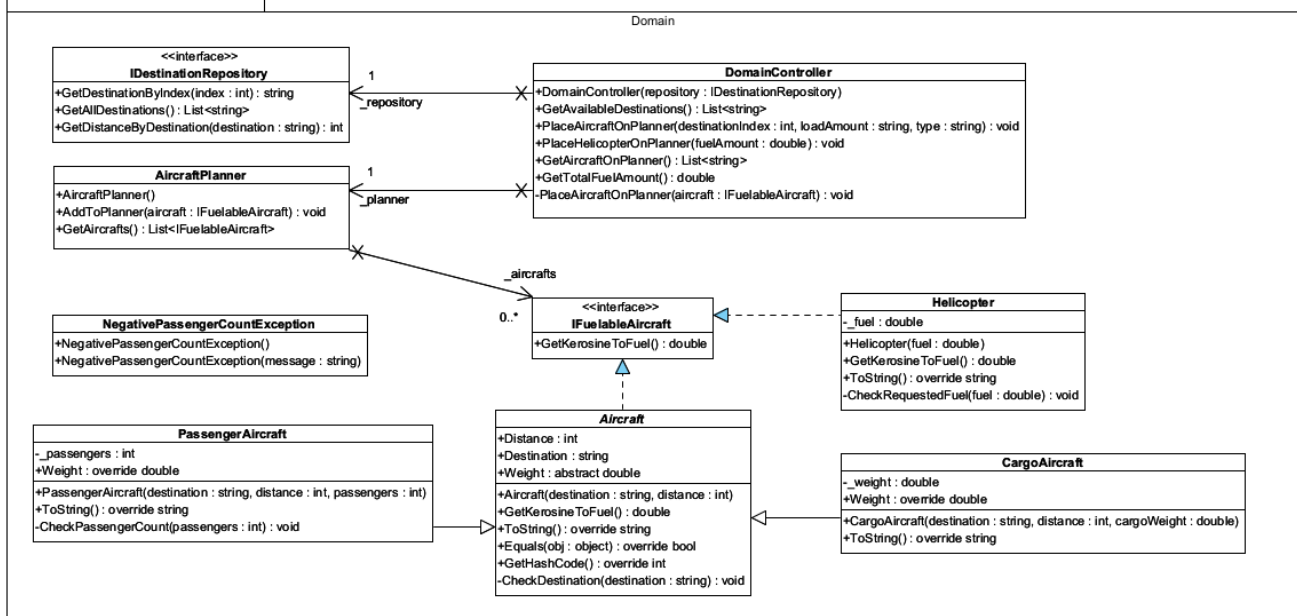 Domain
<<interface>>
IDestinationRepository
+GetDestinationByIndex(index : int) : string
+GetAllDestinations() : List<string>
+GetDistanceByDestination(destination : string) : int
1
_repository
DomainController
+DomainController(repository : IDestinationRepository)
+GetAvailableDestinations() : List<string>
+PlaceAircraftOnPlanner(destinationIndex : int, loadAmount : string, type : string) : void
+PlaceHelicopterOnPlanner(fuelAmount : double) : void
+GetAircraftOnPlanner() : List<string>
+GetTotalFuelAmount() : double
-PlaceAircraftOnPlanner(aircraft : IFuelableAircraft) : void
AircraftPlanner
+AircraftPlanner()
+AddToPlanner(aircraft : IFuelableAircraft) : void
+GetAircrafts() : List<IFuelableAircraft>
1
_planner
_aircrafts
0..*
<<interface>>
IFuelableAircraft
+GetKerosineToFuel() : double
Helicopter
-_fuel : double
+Helicopter(fuel : double)
+GetKerosineToFuel() : double
+ToString() : override string
-CheckRequestedFuel(fuel : double) : void
NegativePassengerCountException
+NegativePassengerCountException()
+NegativePassengerCountException(message : string)
PassengerAircraft
-_passengers : int
+Weight : override double
+PassengerAircraft(destination : string, distance : int, passengers : int)
+ToString() : override string
-CheckPassengerCount(passengers : int) : void
Aircraft
+Distance : int
+Destination : string
+Weight : abstract double
+Aircraft(destination : string, distance : int)
+GetKerosineToFuel() : double
+ToString() : override string
+Equals(obj : object) : override bool
+GetHashCode() : override int
-CheckDestination(destination : string) : void
CargoAircraft
-_weight : double
+Weight : override double
+CargoAircraft(destination : string, distance : int, cargoWeight : double)
+ToString() : override string